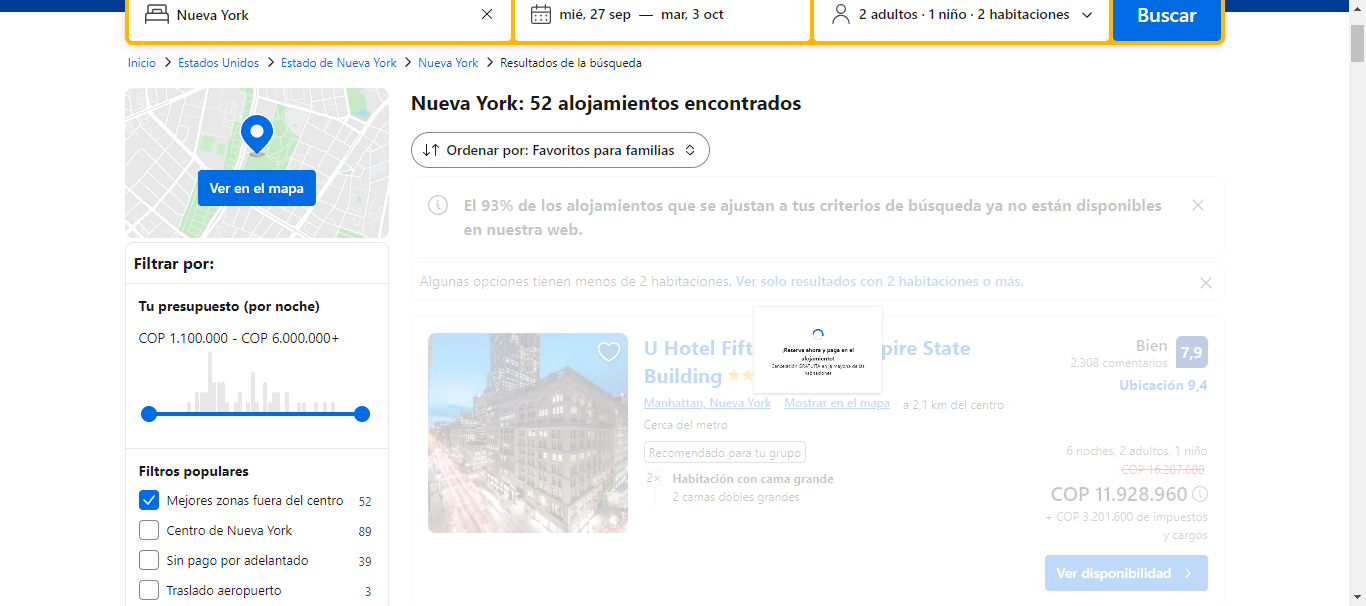 Nueva York
mié, 27 sep — mar, 3 oct
2 adultos · 1 niño · 2 habitaciones
Buscar
Inicio > Estados Unidos > Estado de Nueva York > Nueva York > Resultados de la búsqueda
Ver en el mapa
Filtrar por:
Tu presupuesto (por noche)
COP 1.100.000 - COP 6.000.000+
Filtros populares
Mejores zonas fuera del centro 52
Centro de Nueva York 89
Sin pago por adelantado 39
Traslado aeropuerto 3
Nueva York: 52 alojamientos encontrados
Ordenar por: Favoritos para familias
El 93% de los alojamientos que se ajustan a tus criterios de búsqueda ya no están disponibles
en nuestra web.
Algunas opciones tienen menos de 2 habitaciones. Ver solo resultados con 2 habitaciones o más.
¡Reserva ahora y paga en el
alojamiento!
Cancelación GRATUITA en la mayoría de las
habitaciones
U Hotel Fift pire State
Building
Manhattan, Nueva York Mostrar en el mapa a 2,1 km del centro
Cerca del metro
Recomendado para tu grupo
2× Habitación con cama grande
2 camas dobles grandes
Bien 7,9
2.308 comentarios
Ubicación 9,4
6 noches, 2 adultos, 1 niño
COP 16.207.880
COP 11.928.960
+ COP 3.201.600 de impuestos
y cargos
Ver disponibilidad